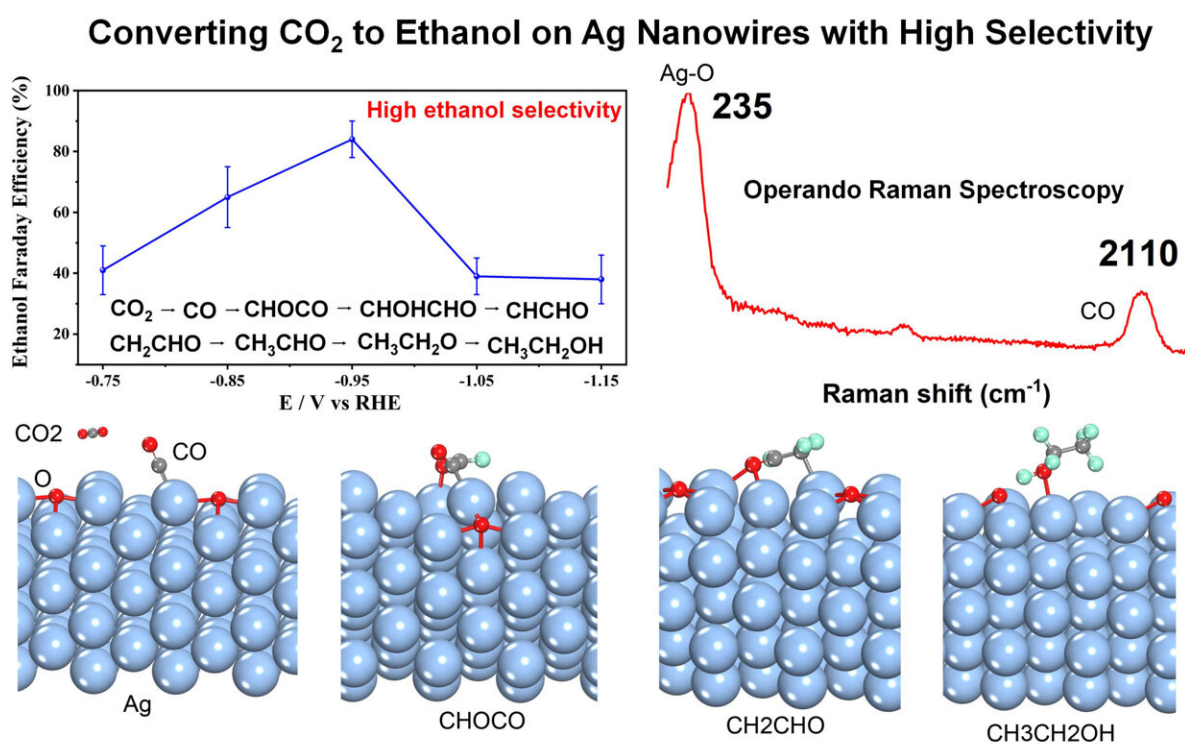 Converting CO₂ to Ethanol on Ag Nanowires with High Selectivity
Ethanol Faraday Efficiency (%)
100
80
60
40
20
High ethanol selectivity
CO₂ → CO → CHOCO → CHOHCHO → CHCHO
CH₂CHO → CH₃CHO → CH₃CH₂O → CH₃CH₂OH
-0.75 -0.85 -0.95 -1.05 -1.15
E / V vs RHE
Ag-O
235
Operando Raman Spectroscopy
2110
CO
Raman shift (cm⁻¹)
CO2
CO
O
Ag
CHOCO
CH2CHO
CH3CH2OH